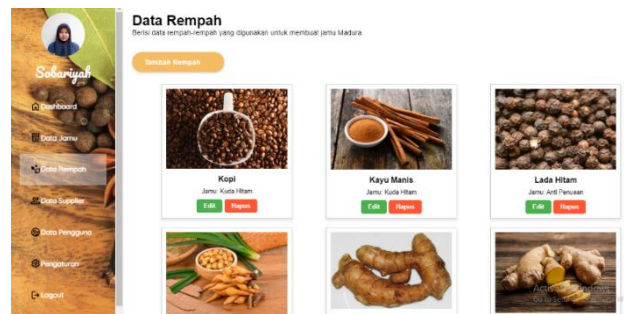 Data Rempah
Berisi data rempah-rempah yang digunakan untuk membuat jamu Madura
Tambah Rempah
Sobariyah
Dashboard
Data Jamu
Data Rempah
Data Supplier
Data Pengguna
Pengaturan
Logout
Kopi
Jamu: Kuda Hitam
Edit
Hapus
Kayu Manis
Jamu: Kuda Hitam
Edit
Hapus
Lada Hitam
Jamu: Anti Penuaan
Edit
Hapus